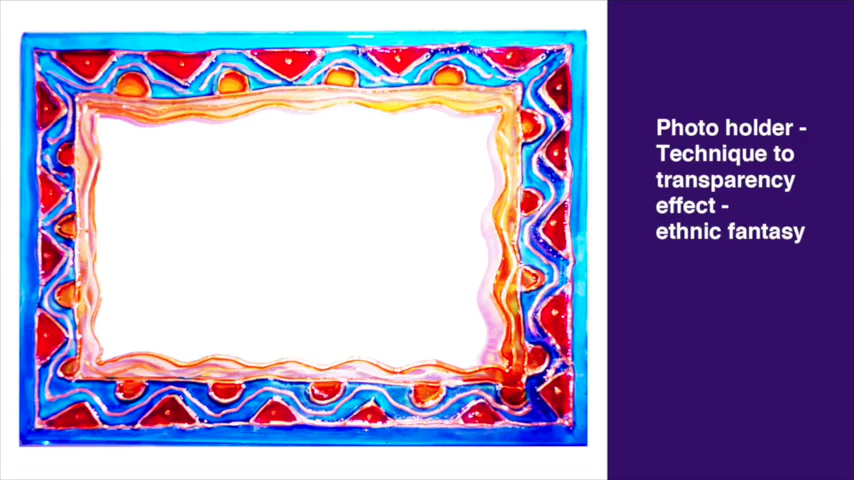 Photo holder -
Technique to
transparency
effect -
ethnic fantasy